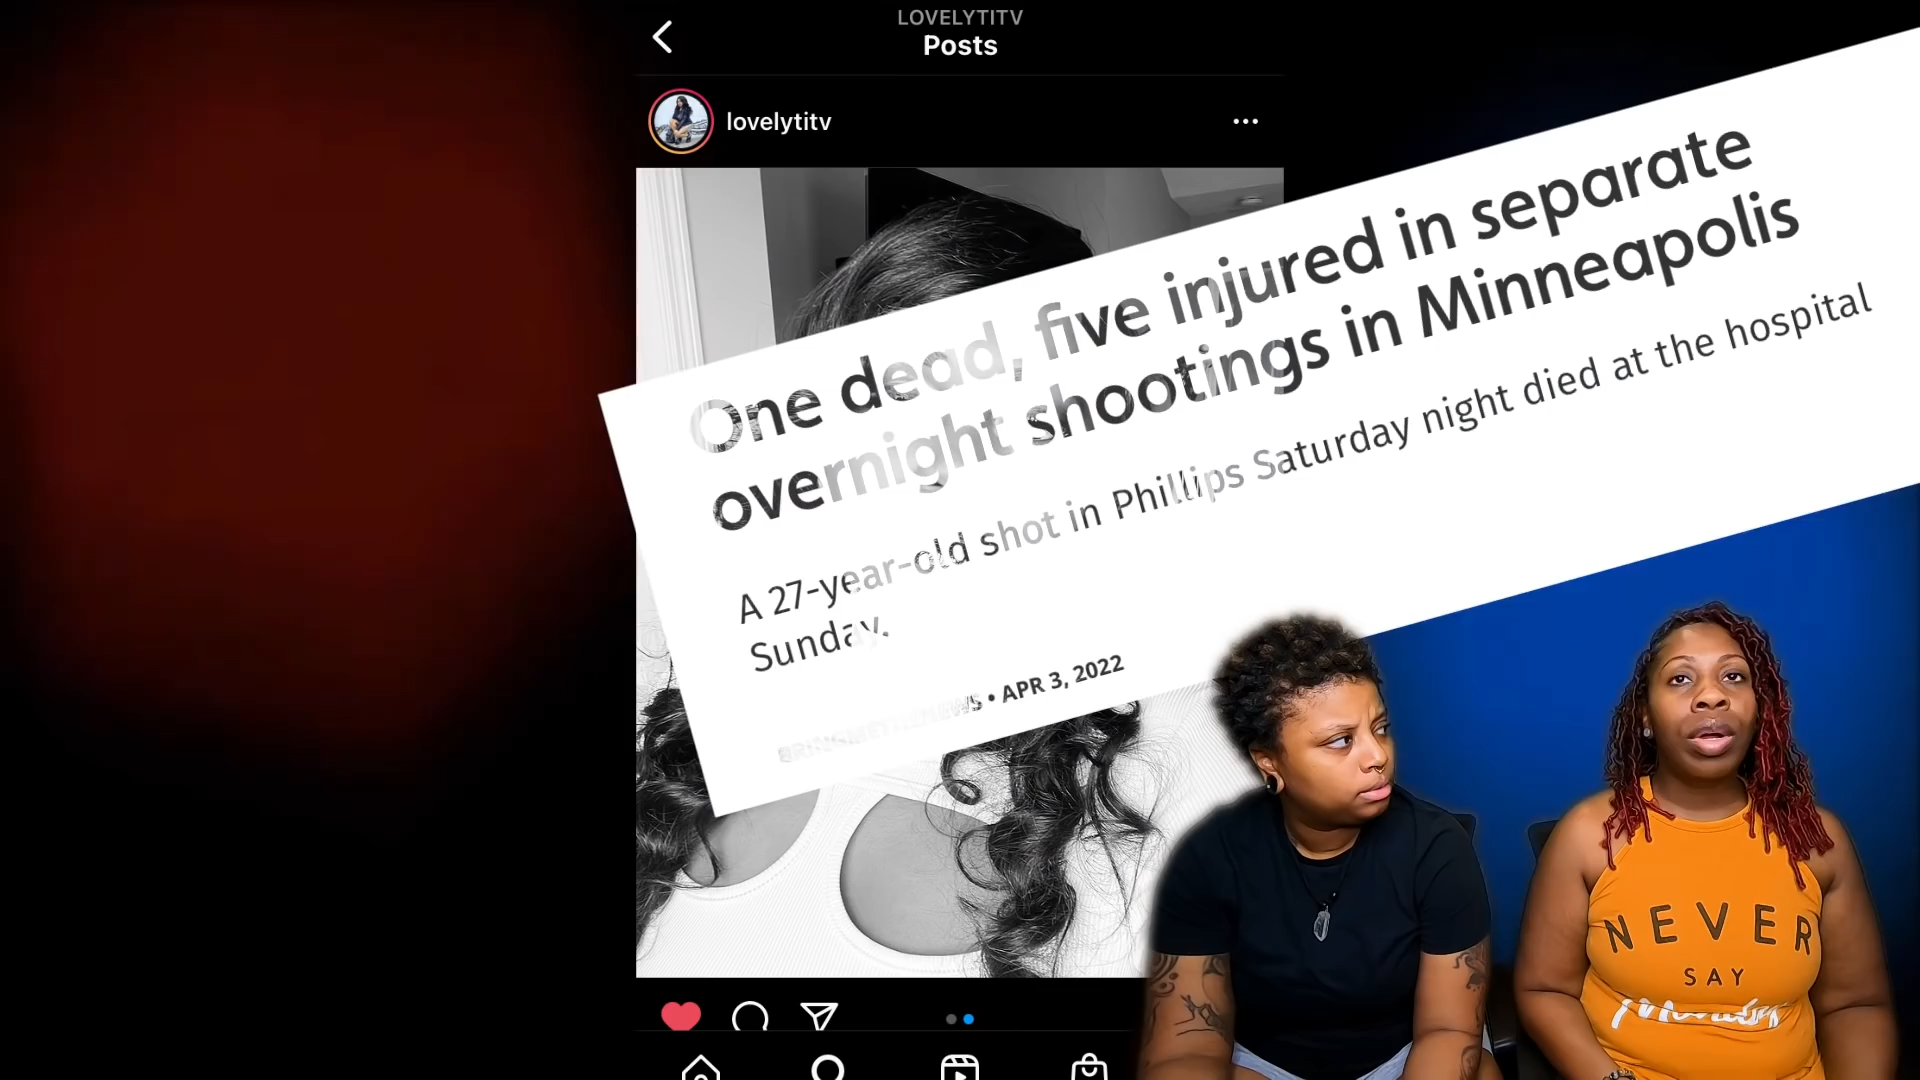 LOVELYTITV
Posts
lovelytitv
One dead, five injured in separate
overnight shootings in Minneapolis
A 27-year-old shot in Phillips Saturday night died at the hospital
Sunday.
BRINGMETHENEWS • APR 3, 2022
NEVER
SAY